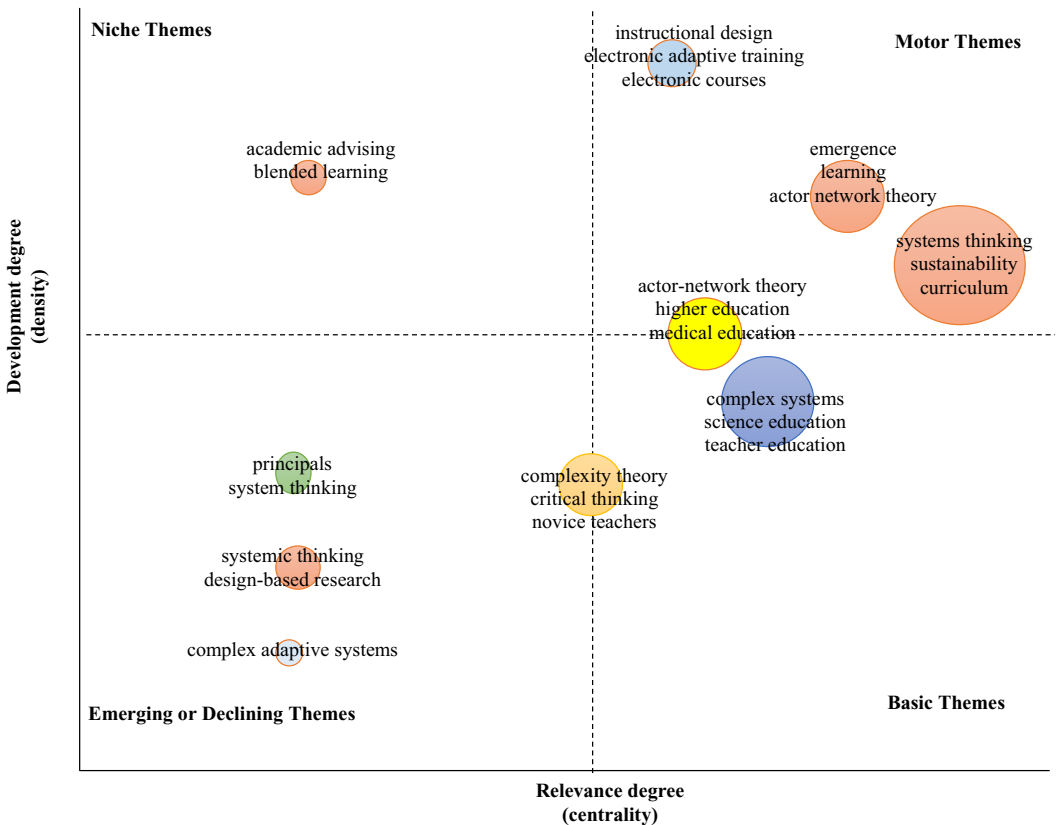 Niche Themes
instructional design
electronic adaptive training
electronic courses
Motor Themes
academic advising
blended learning
emergence
learning
actor network theory
systems thinking
sustainability
curriculum
actor-network theory
higher education
medical education
Development degree
(density)
complex systems
science education
teacher education
principals
system thinking
complexity theory
critical thinking
novice teachers
systemic thinking
design-based research
complex adaptive systems
Emerging or Declining Themes
Basic Themes
Relevance degree
(centrality)